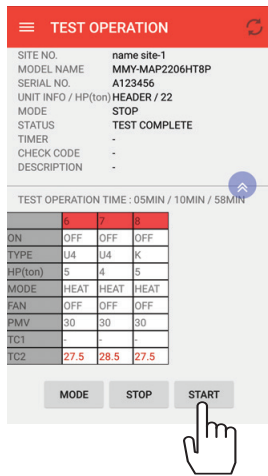 TEST OPERATION
SITE NO. name site-1
MODEL NAME MMY-MAP2206HT8P
SERIAL NO. A123456
UNIT INFO / HP(ton) HEADER / 22
MODE STOP
STATUS TEST COMPLETE
TIMER -
CHECK CODE -
DESCRIPTION -
TEST OPERATION TIME : 05MIN / 10MIN / 58MIN
6 7 8
ON OFF OFF OFF
TYPE U4 U4 K
HP(ton) 5 4 5
MODE HEAT HEAT HEAT
FAN OFF OFF OFF
PMV 30 30 30
TC1 - - -
TC2 27.5 28.5 27.5
MODE STOP START